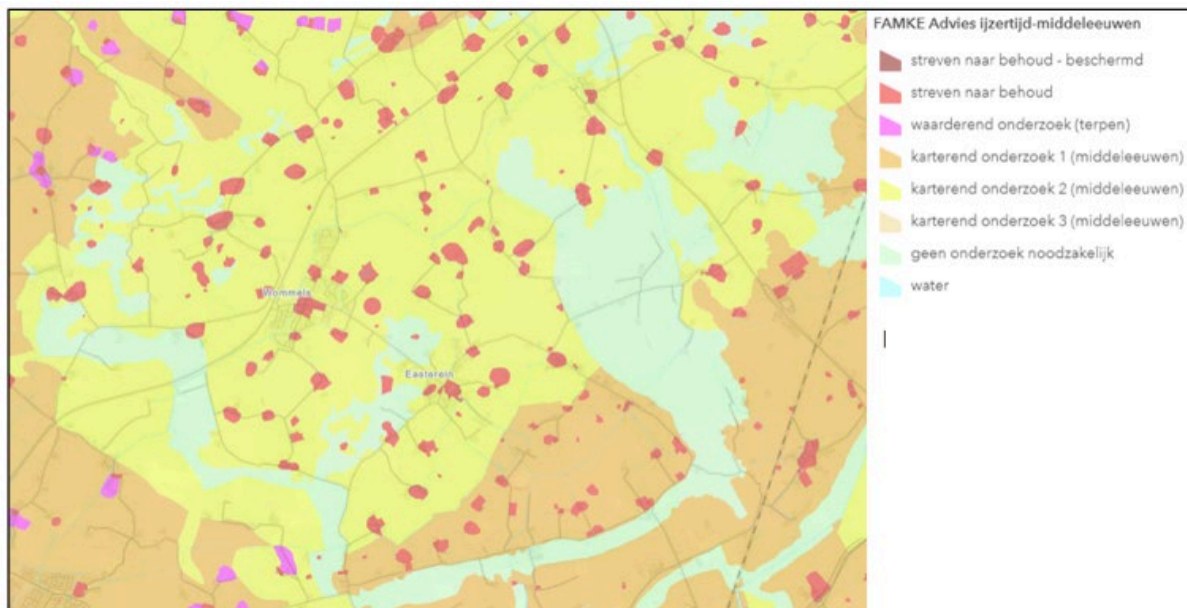 FAMKE Advies ijzertijd-middeleeuwen
streven naar behoud - beschermd
streven naar behoud
waarderend onderzoek (terpen)
karterend onderzoek 1 (middeleeuwen)
karterend onderzoek 2 (middeleeuwen)
karterend onderzoek 3 (middeleeuwen)
geen onderzoek noodzakelijk
water
Wommels
Easterein